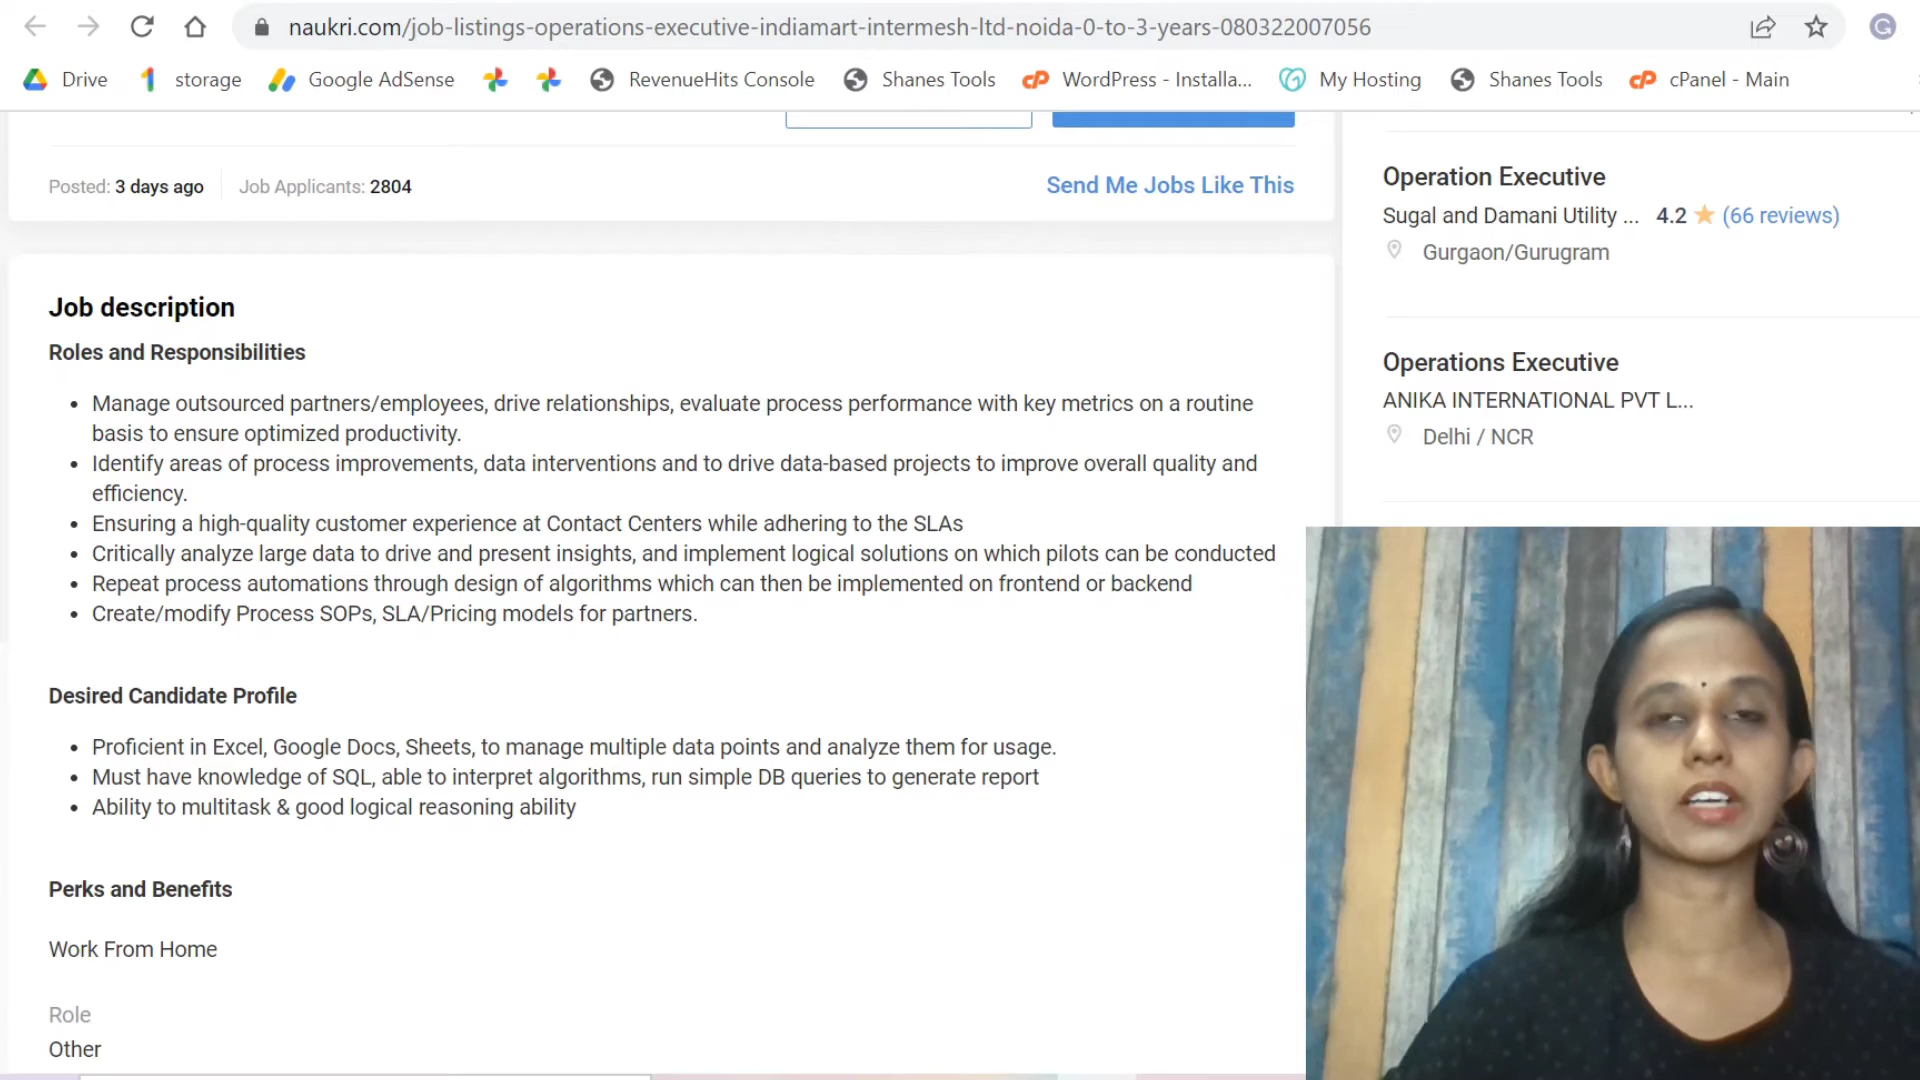 naukri.com/job-listings-operations-executive-indiamart-intermesh-ltd-noida-0-to-3-years-080322007056
Drive storage Google AdSense RevenueHits Console Shanes Tools WordPress - Installa... My Hosting Shanes Tools cPanel - Main
Posted: 3 days ago Job Applicants: 2804 Send Me Jobs Like This
Job description
Roles and Responsibilities
• Manage outsourced partners/employees, drive relationships, evaluate process performance with key metrics on a routine
basis to ensure optimized productivity.
• Identify areas of process improvements, data interventions and to drive data-based projects to improve overall quality and
efficiency.
• Ensuring a high-quality customer experience at Contact Centers while adhering to the SLAs
• Critically analyze large data to drive and present insights, and implement logical solutions on which pilots can be conducted
• Repeat process automations through design of algorithms which can then be implemented on frontend or backend
• Create/modify Process SOPs, SLA/Pricing models for partners.
Desired Candidate Profile
• Proficient in Excel, Google Docs, Sheets, to manage multiple data points and analyze them for usage.
• Must have knowledge of SQL, able to interpret algorithms, run simple DB queries to generate report
• Ability to multitask & good logical reasoning ability
Perks and Benefits
Work From Home
Role
Other
Operation Executive
Sugal and Damani Utility ... 4.2 ★ (66 reviews)
Gurgaon/Gurugram
Operations Executive
ANIKA INTERNATIONAL PVT L...
Delhi / NCR